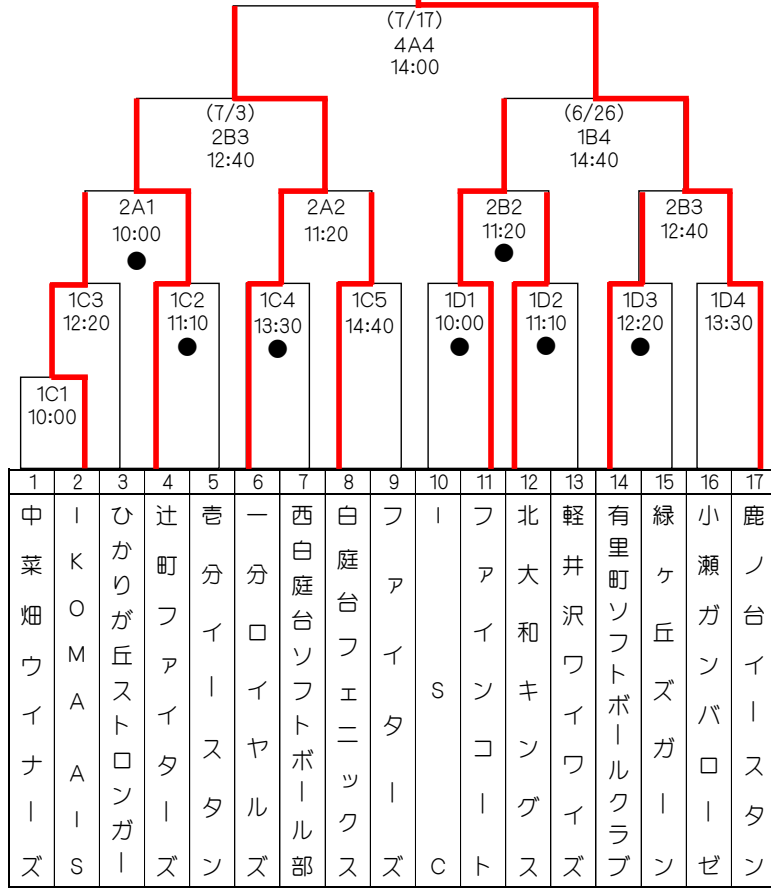 (7/17)
4A4
14:00
(7/3)
2B3
12:40
(6/26)
1B4
14:40
2A1
10:00
●
2A2
11:20
2B2
11:20
●
2B3
12:40
1C3
12:20
1C2
11:10
●
1C4
13:30
●
1C5
14:40
1D1
10:00
●
1D2
11:10
●
1D3
12:20
●
1D4
13:30
1C1
10:00
1 2 3 4 5 6 7 8 9 10 11 12 13 14 15 16 17
中菜畑ウイナーズ
IKOMA AIS
ひかりが丘ストロンガー
辻町ファイターズ
壱分イースタン
一分ロイヤルズ
西白庭台ソフトボール部
白庭台フェニックス
ファイターズ
ISC
ファインコート
北大和キングス
軽井沢ワイワイズ
有里町ソフトボールクラブ
緑ヶ丘ズガーン
小瀬ガンバローゼ
鹿ノ台イースタン